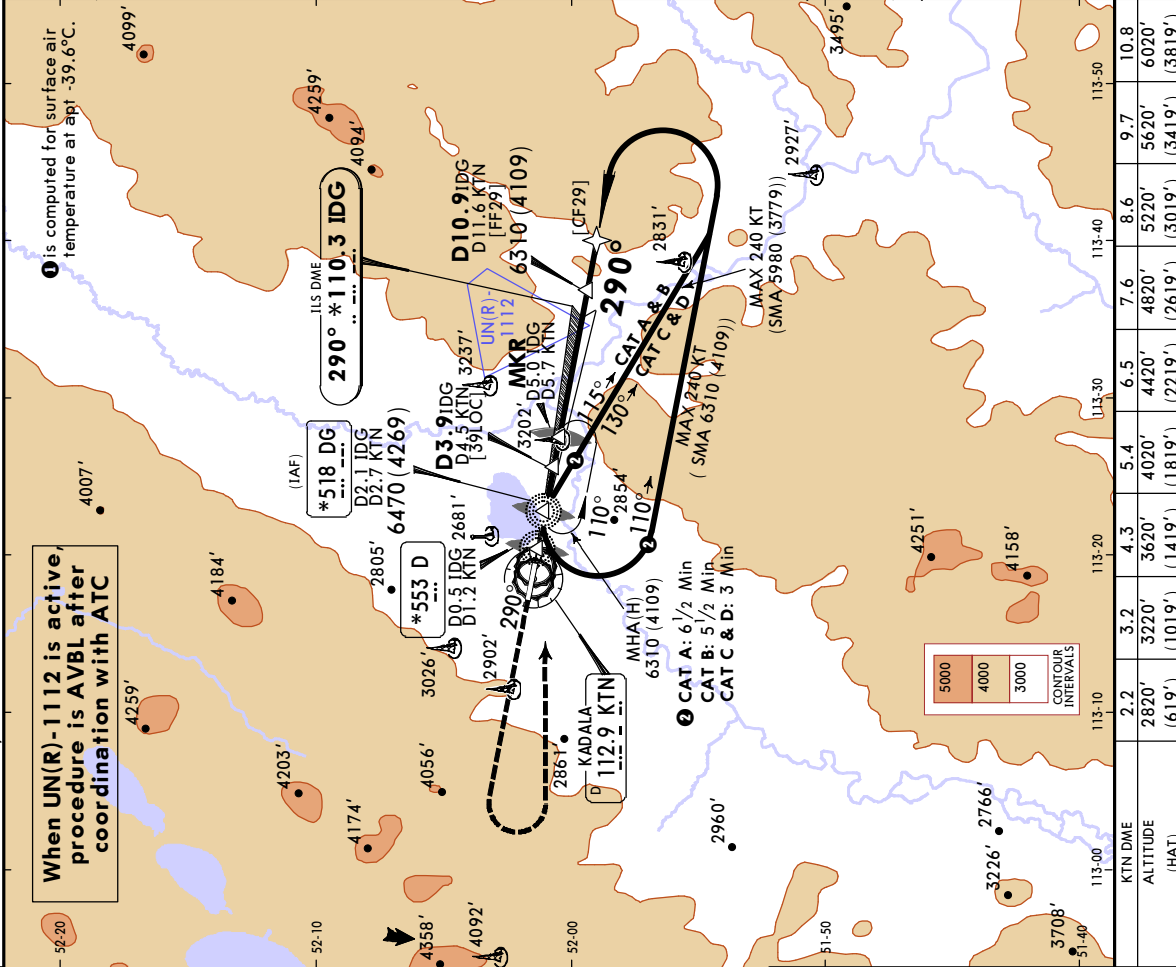 When UN(R)-1112 is active,
procedure is AVBL after
coordination with ATC
❶ is computed for surface air
temperature at apt -39.6°C.
52-20
52-10
52-00
51-50
51-40
4099'
4259'
4094'
3495'
4259'
4184'
4007'
4203'
4174'
4056'
4358'
4092'
2805'
3026'
2902'
2681'
3237'
3202'
2831'
2927'
2854'
2861'
2960'
4251'
4158'
2766'
3226'
3708'
ILS DME
290° *110.3 IDG
(IAF)
*518 DG
D2.1 IDG
D2.7 KTN
6470 (4269)
*553 D
D0.5 IDG
D1.2 KTN
D3.9IDG
D4.5 KTN
[39LOC]
MKR
D5.0 IDG
D5.7 KTN
UN(R)-
1112
D10.9IDG
D11.6 KTN
[FF29]
6310 (4109)
[CF29]
290°
290°
115° CAT A & B
130° CAT C & D
110°
110°
MAX 240 KT
(SMA 5980 (3779))
MAX 240 KT
( SMA 6310 (4109))
MHA(H)
6310 (4109)
KADALA
D 112.9 KTN
❷
❷
❷ CAT A: 6 1/2 Min
CAT B: 5 1/2 Min
CAT C & D: 3 Min
5000
4000
3000
CONTOUR
INTERVALS
113-00
113-10
113-20
113-30
113-40
113-50
KTN DME 2.2 3.2 4.3 5.4 6.5 7.6 8.6 9.7 10.8
ALTITUDE 2820' 3220' 3620' 4020' 4420' 4820' 5220' 5620' 6020'
(HAT) (619') (1019') (1419') (1819') (2219') (2619') (3019') (3419') (3819')